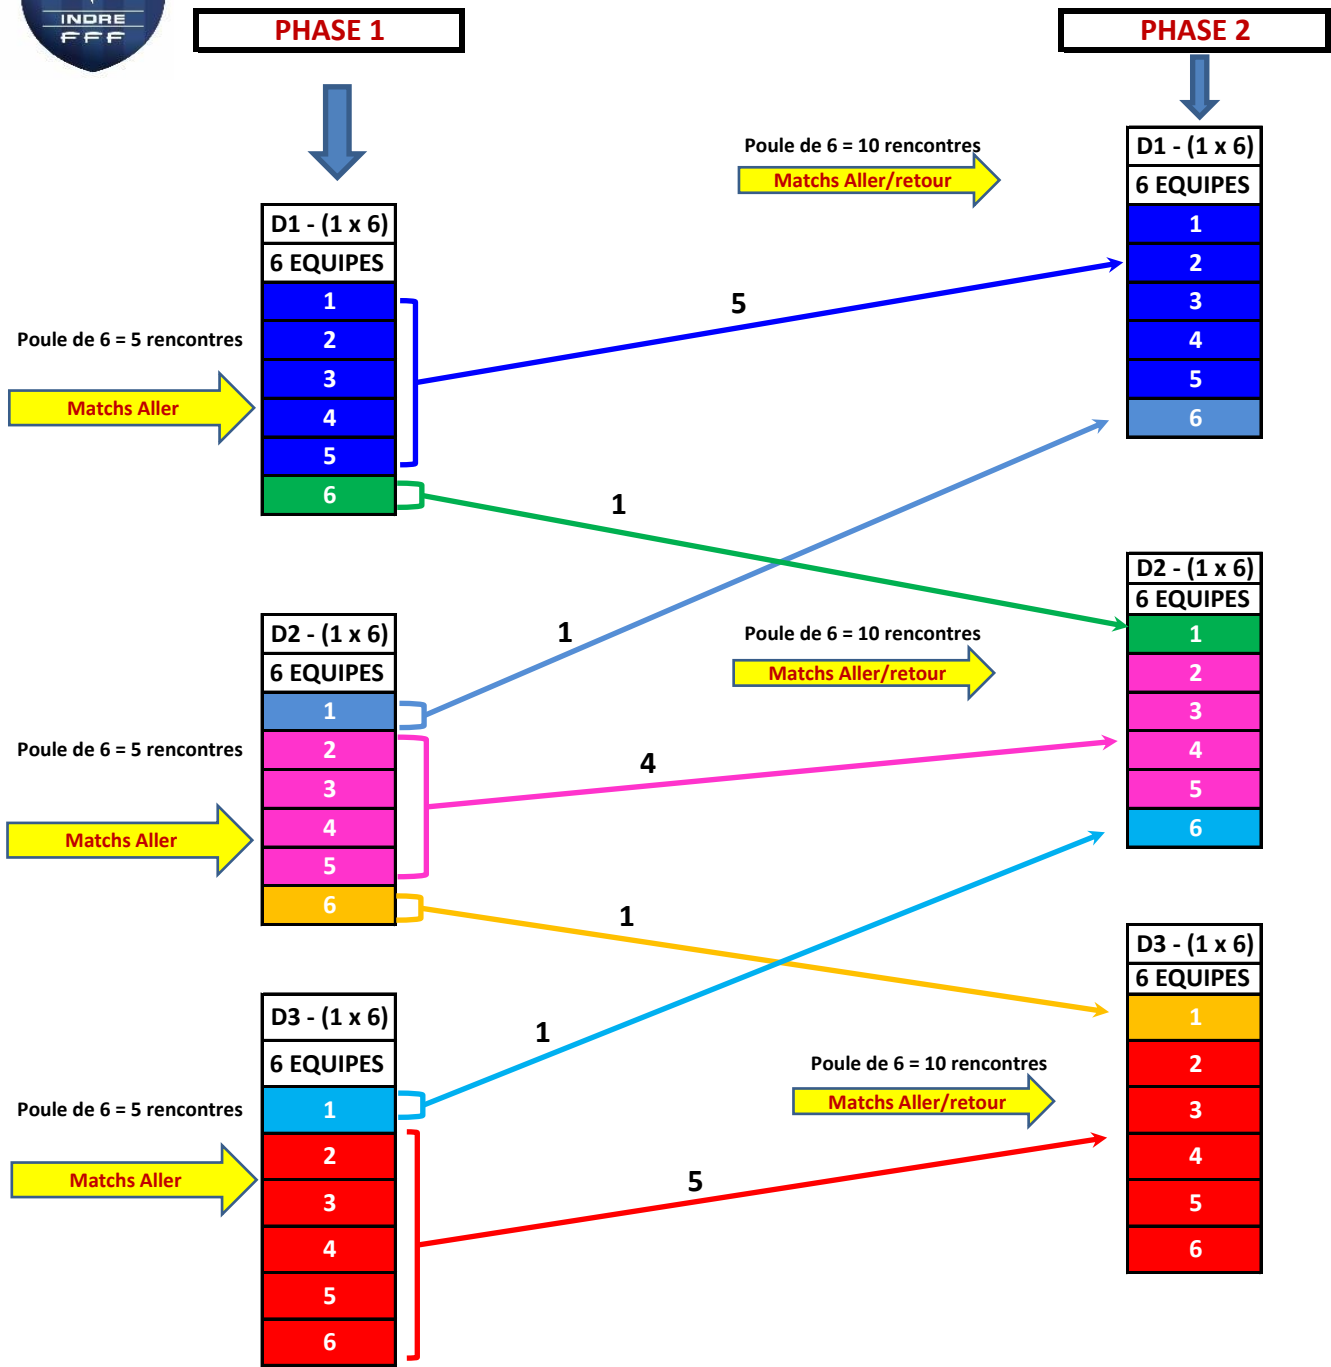 INDRE
FFF
PHASE 1
PHASE 2
Poule de 6 = 10 rencontres
Matchs Aller/retour
D1 - (1 x 6)
6 EQUIPES
1
2
3
4
5
6
D1 - (1 x 6)
6 EQUIPES
1
2
3
4
5
6
Poule de 6 = 5 rencontres
Matchs Aller
5
1
D2 - (1 x 6)
6 EQUIPES
1
2
3
4
5
6
Poule de 6 = 10 rencontres
Matchs Aller/retour
D2 - (1 x 6)
6 EQUIPES
1
2
3
4
5
6
Poule de 6 = 5 rencontres
Matchs Aller
1
4
1
D3 - (1 x 6)
6 EQUIPES
1
2
3
4
5
6
Poule de 6 = 10 rencontres
Matchs Aller/retour
D3 - (1 x 6)
6 EQUIPES
1
2
3
4
5
6
Poule de 6 = 5 rencontres
Matchs Aller
1
5